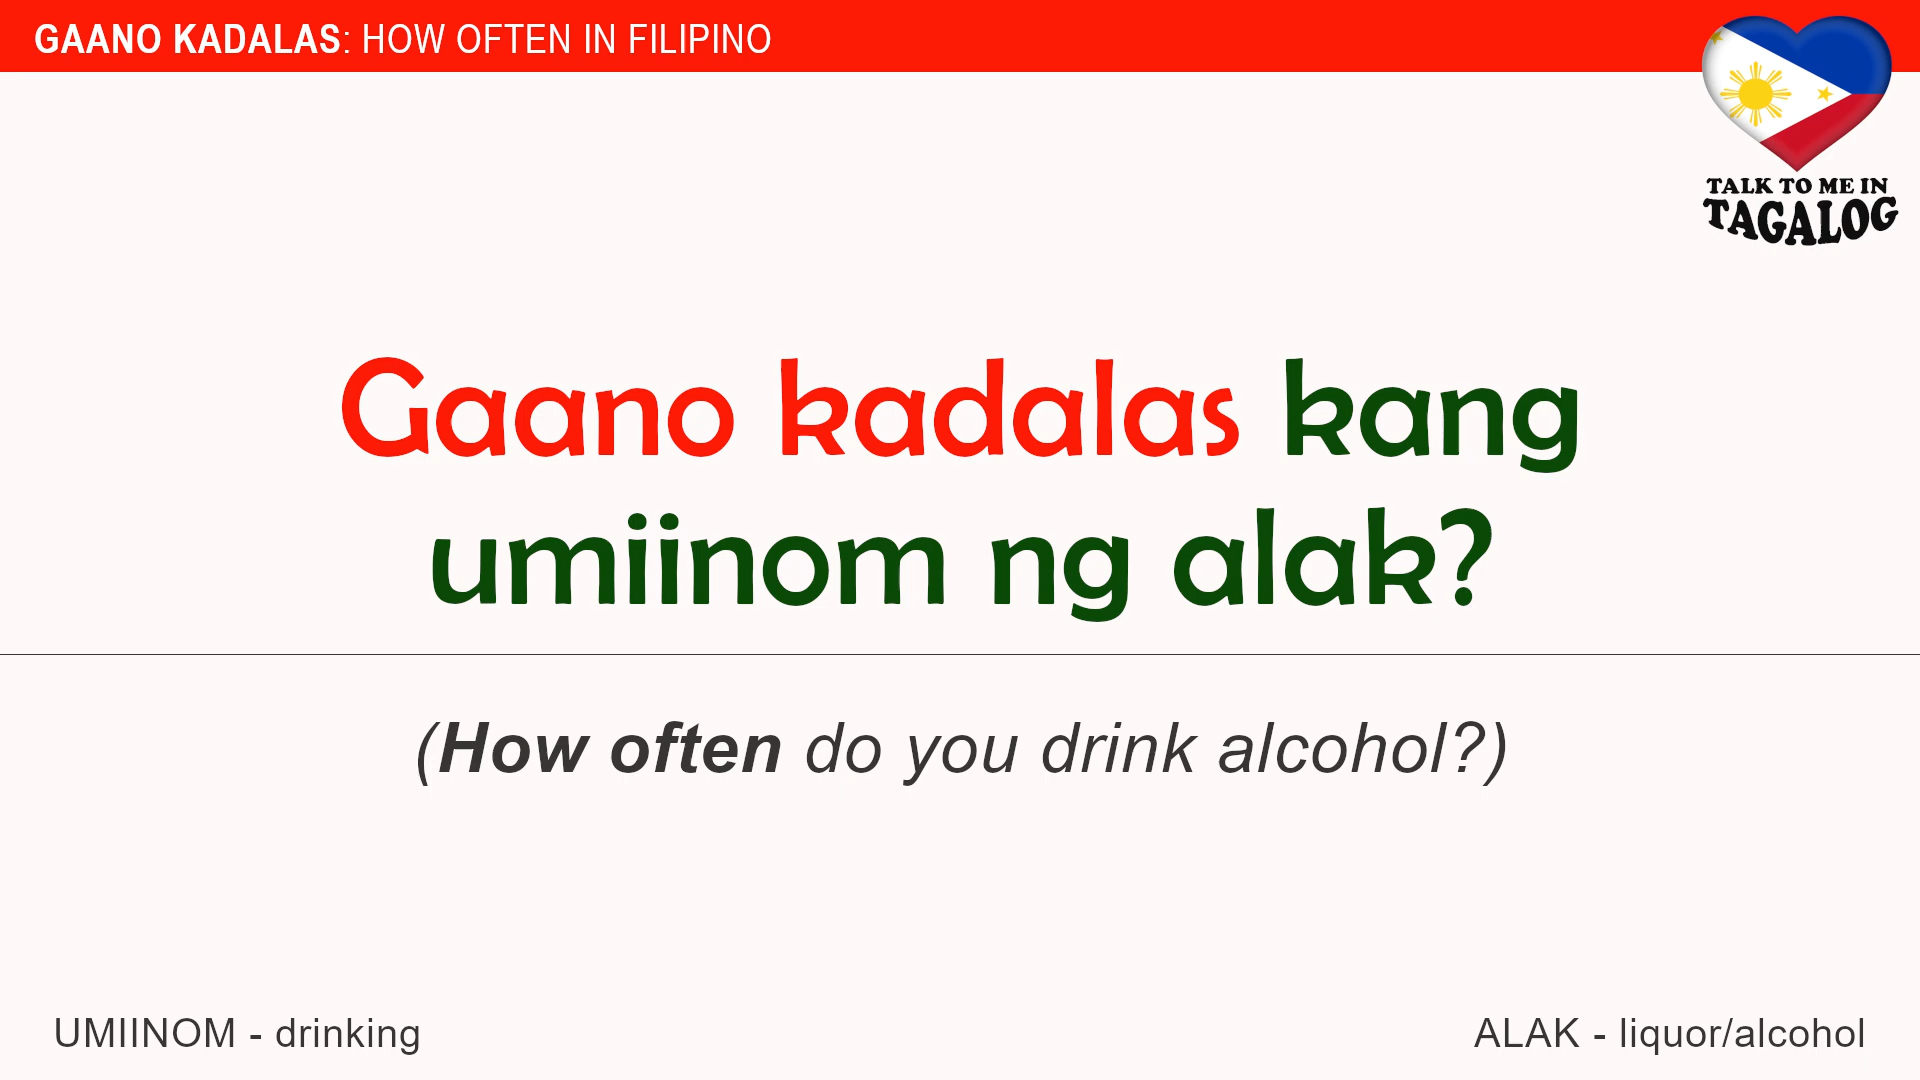 GAANO KADALAS: HOW OFTEN IN FILIPINO
TALK TO ME IN
TAGALOG
Gaano kadalas kang
umiinom ng alak?
(How often do you drink alcohol?)
UMIINOM - drinking
ALAK - liquor/alcohol